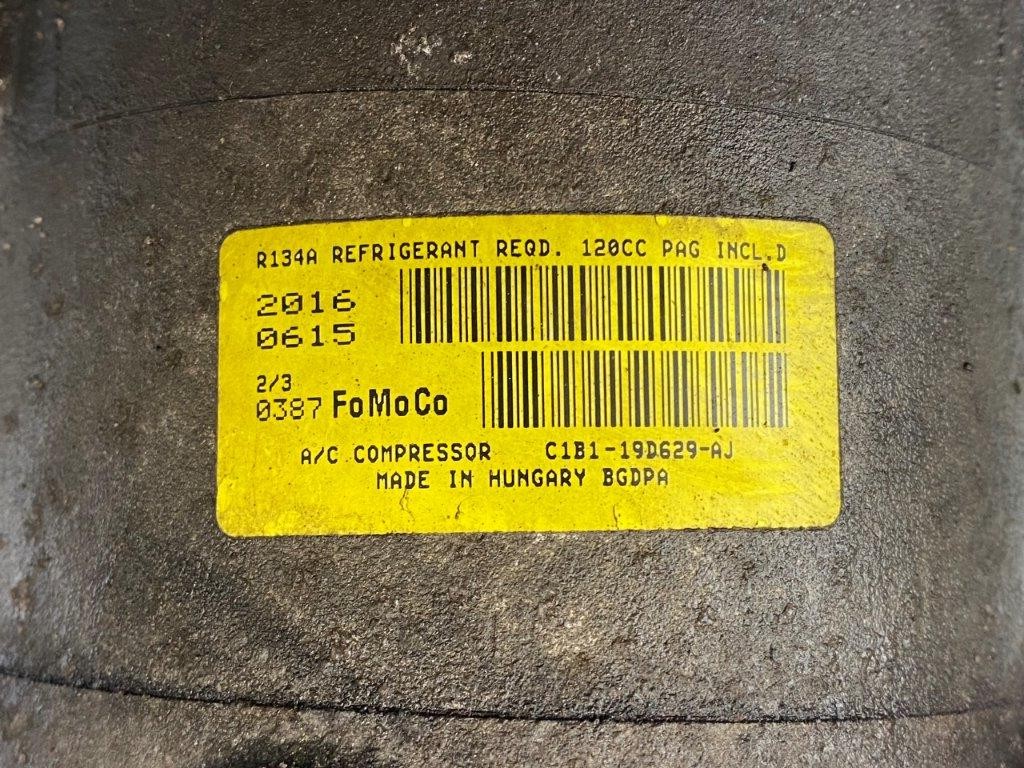 R134A REFRIGERANT REQD. 120CC PAG INCL.D
2016
0615
2/3
0387 FoMoCo
A/C COMPRESSOR C1B1-19D629-AJ
MADE IN HUNGARY BGDPA